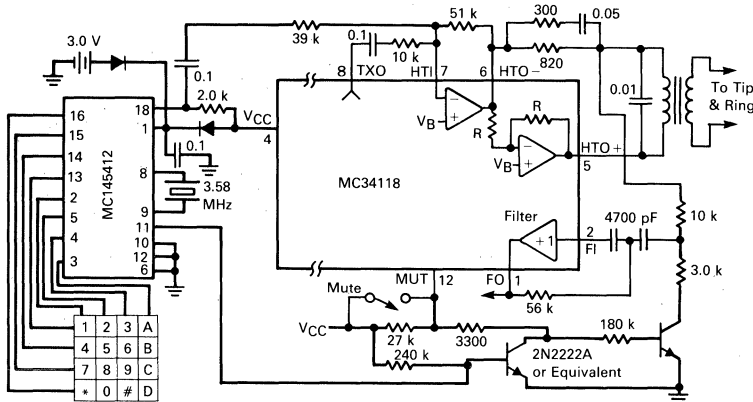 51 k
300
0.05
39 k
820
3.0 V
0.1
10 k
8 TXO
HTI 7
6 HTO−
0.01
To Tip
& Ring
0.1
18
2.0 k
VCC
4
1
0.1
VB
R
R
VB
HTO +
5
16
15
14
13
2
5
4
3
MC145412
8
9
11
10
12
6
3.58
MHz
MC34118
Filter
+1
4700 pF
2
FI
10 k
3.0 k
MUT
12
FO
1
56 k
Mute
VCC
27 k
3300
240 k
180 k
2N2222A
or Equivalent
1 2 3 A
4 5 6 B
7 8 9 C
* 0 # D